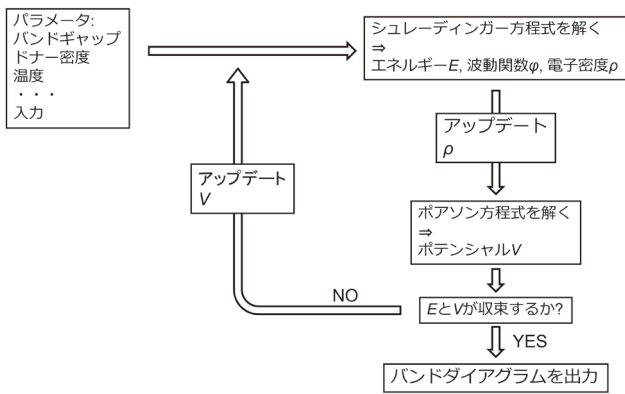 パラメータ:
バンドギャップ
ドナー密度
温度
・・・
入力
シュレーディンガー方程式を解く
⇒
エネルギーE, 波動関数φ, 電子密度ρ
アップデート
ρ
ポアソン方程式を解く
⇒
ポテンシャルV
EとVが収束するか?
NO
アップデート
V
YES
バンドダイアグラムを出力